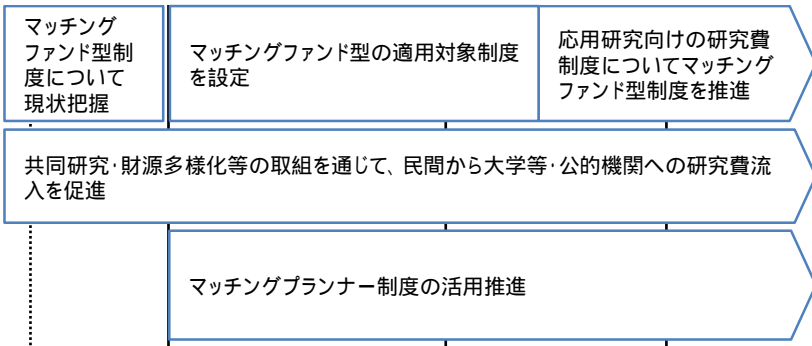 マッチング
ファンド型制
度について
現状把握
マッチングファンド型の適用対象制度
を設定
応用研究向けの研究費
制度についてマッチング
ファンド型制度を推進
共同研究・財源多様化等の取組を通じて、民間から大学等・公的機関への研究費流
入を促進
マッチングプランナー制度の活用推進